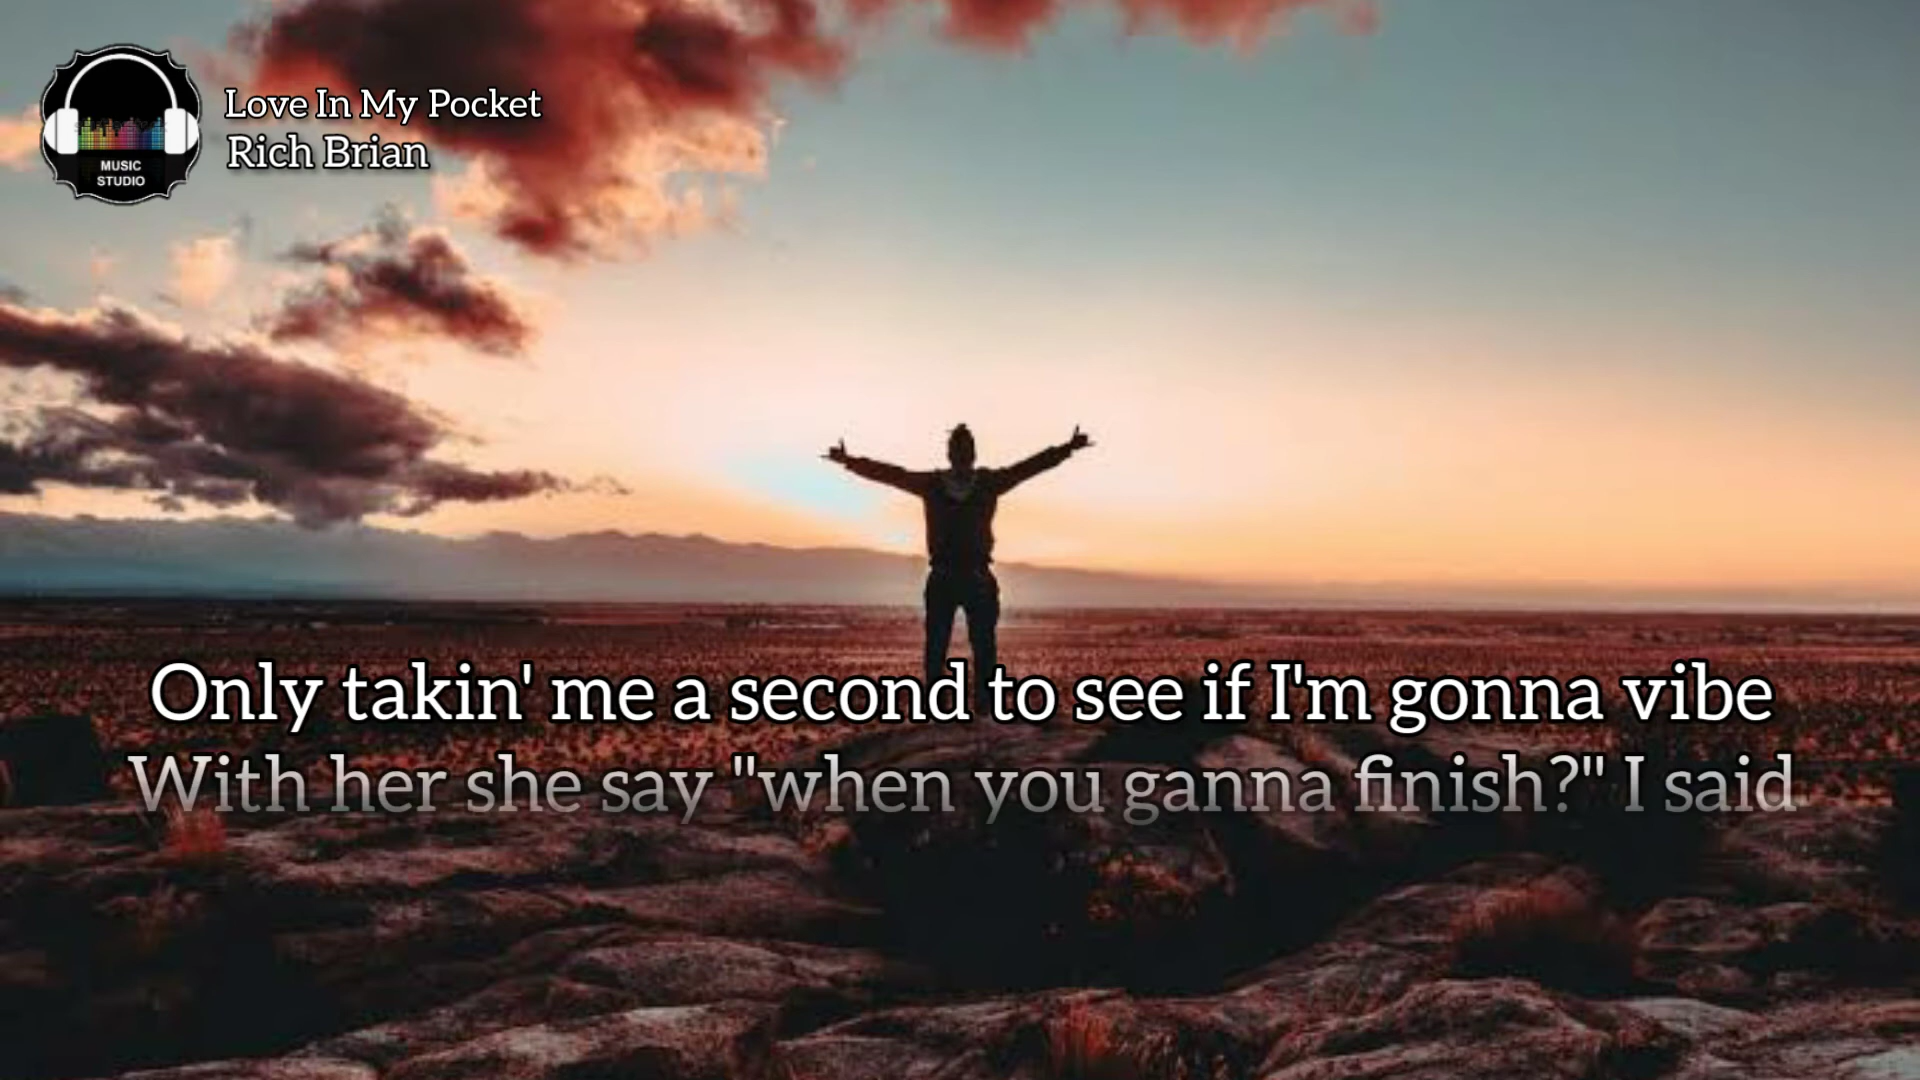 Love In My Pocket
Rich Brian
MUSIC
STUDIO
Only takin' me a second to see if I'm gonna vibe
With her she say "when you ganna finish?" I said